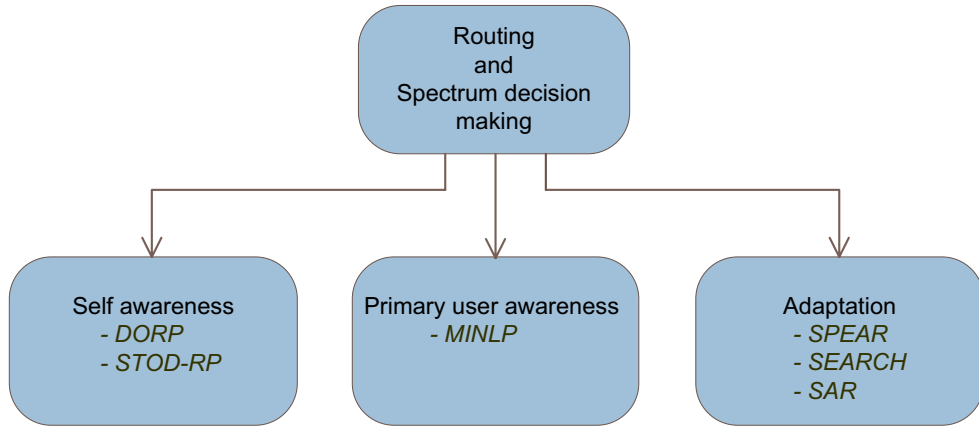 Routing
and
Spectrum decision
making
Self awareness
- DORP
- STOD-RP
Primary user awareness
- MINLP
Adaptation
- SPEAR
- SEARCH
- SAR